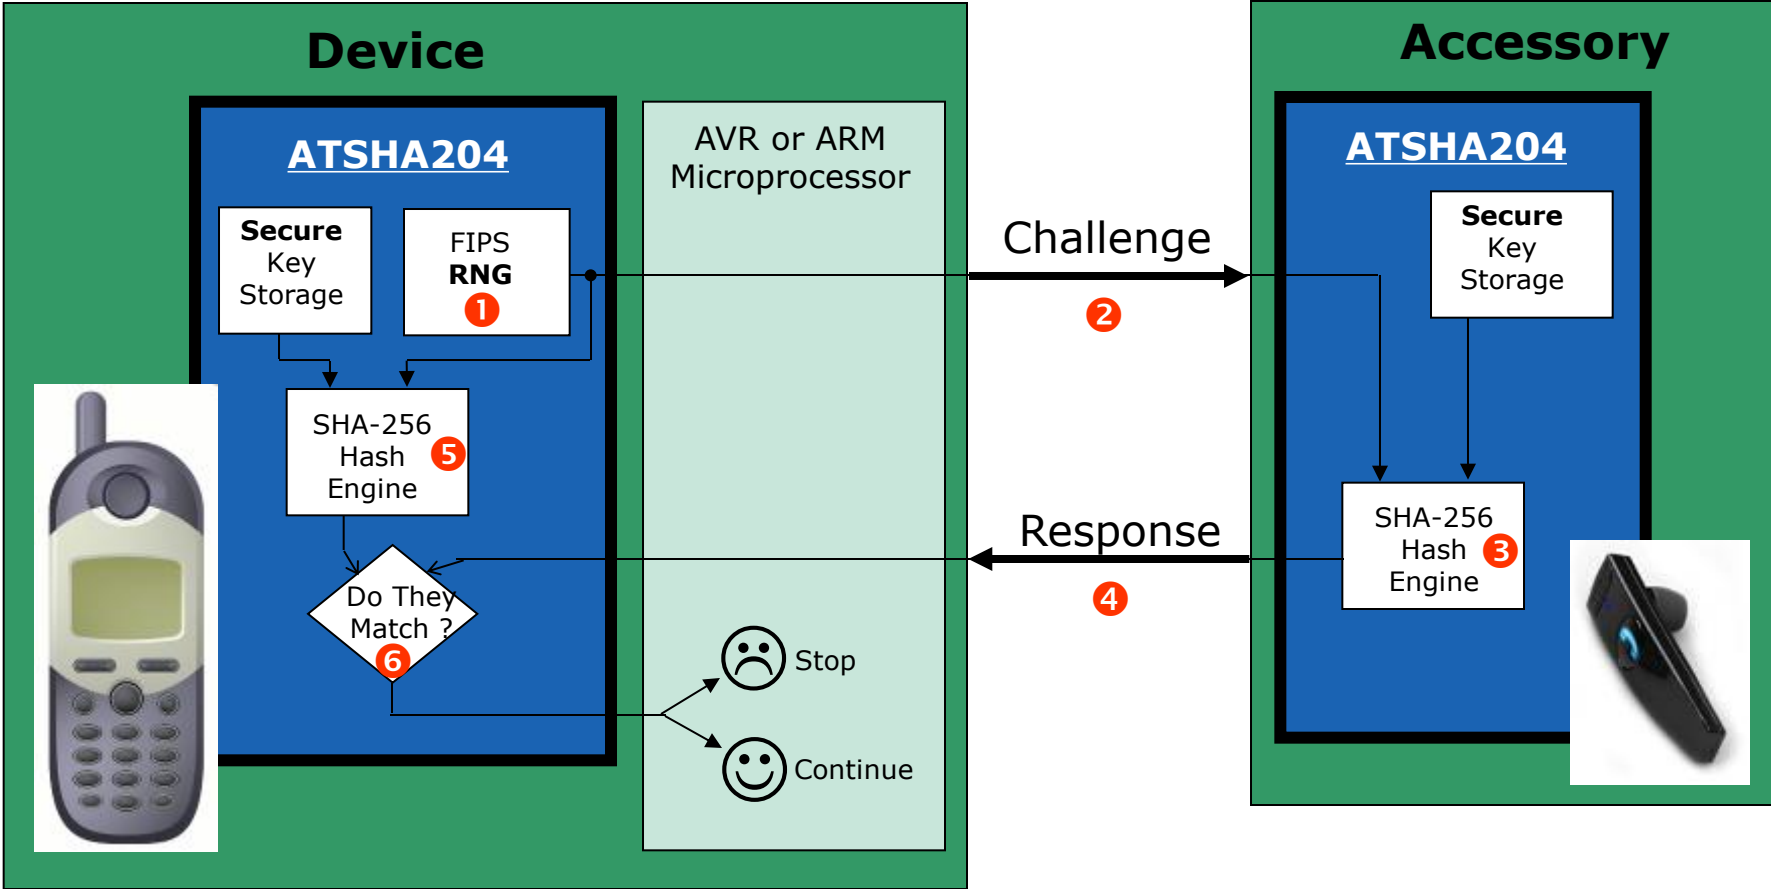 Device
ATSHA204
Secure
Key
Storage
FIPS
RNG
1
SHA-256
Hash
Engine
5
Do They
Match ?
6
AVR or ARM
Microprocessor
Stop
Continue
Challenge
2
Response
4
Accessory
ATSHA204
Secure
Key
Storage
SHA-256
Hash
Engine
3